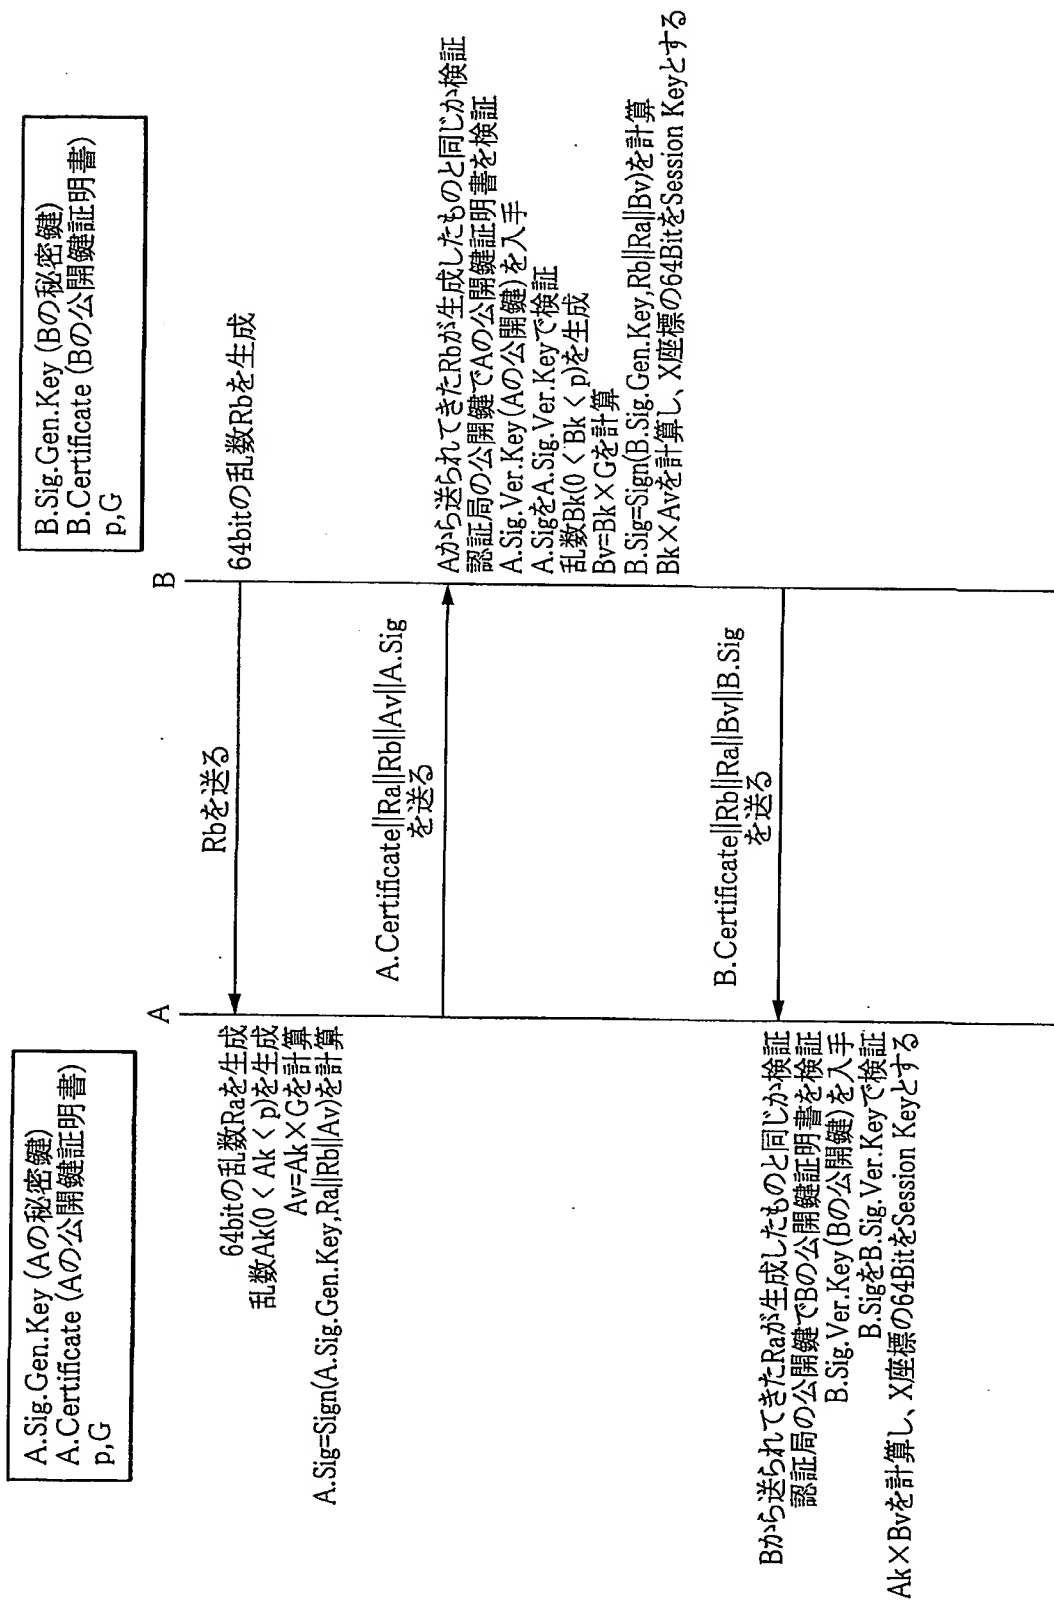 A.Sig.Gen.Key (Aの秘密鍵)
A.Certificate (Aの公開鍵証明書)
p,G
B.Sig.Gen.Key (Bの秘密鍵)
B.Certificate (Bの公開鍵証明書)
p,G
A
B
Rbを送る
64bitの乱数Rbを生成
64bitの乱数Raを生成
乱数Ak(0 < Ak < p)を生成
Av=Ak×Gを計算
A.Sig=Sign(A.Sig.Gen.Key,Ra||Rb||Av)を計算
A.Certificate||Ra||Rb||Av||A.Sig
を送る
Aから送られてきたRbが生成したものと同じか検証
認証局の公開鍵でAの公開鍵証明書を検証
A.Sig.Ver.Key(Aの公開鍵)を入手
A.SigをA.Sig.Ver.Keyで検証
乱数Bk(0 < Bk < p)を生成
Bv=Bk×Gを計算
B.Sig=Sign(B.Sig.Gen.Key,Rb||Ra||Bv)を計算
Bk×Avを計算し、X座標の64BitをSession Keyとする
B.Certificate||Rb||Ra||Bv||B.Sig
を送る
Bから送られてきたRaが生成したものと同じか検証
認証局の公開鍵でBの公開鍵証明書を検証
B.Sig.Ver.Key(Bの公開鍵)を入手
B.SigをB.Sig.Ver.Keyで検証
Ak×Bvを計算し、X座標の64BitをSession Keyとする